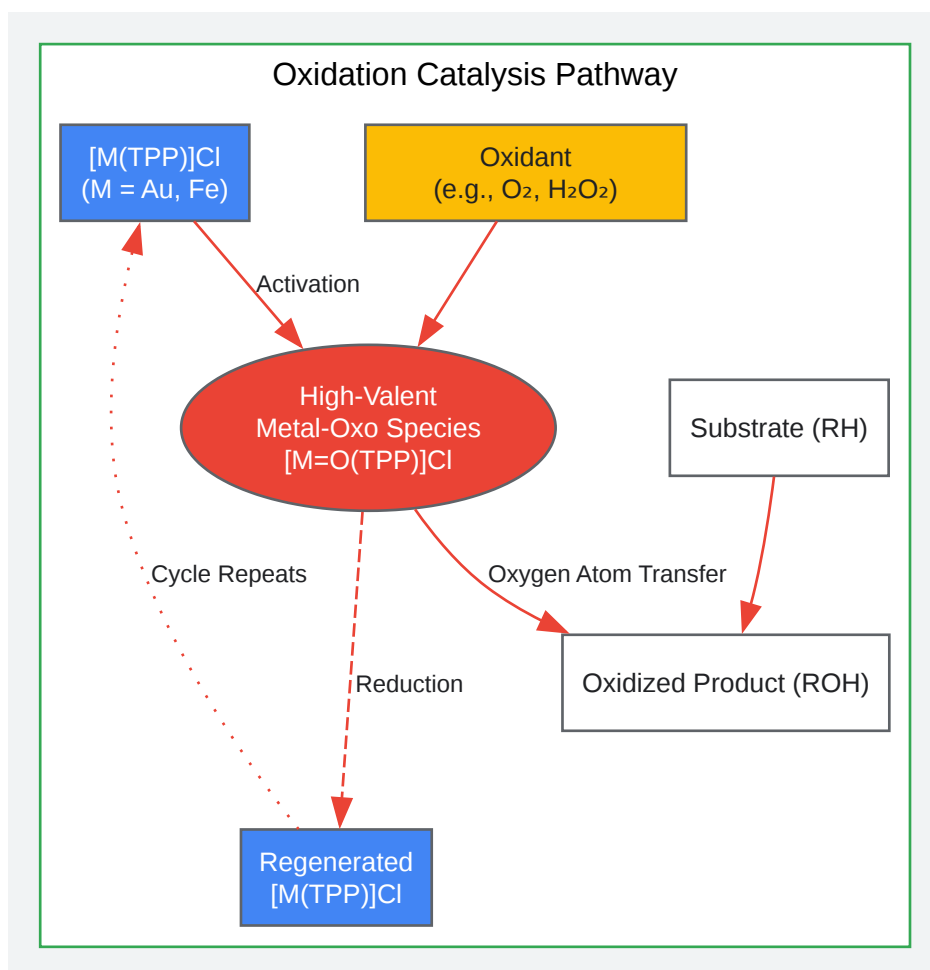 Oxidation Catalysis Pathway
[M(TPP)]Cl
(M = Au, Fe)
Oxidant
(e.g., O₂, H₂O₂)
Activation
High-Valent
Metal-Oxo Species
[M=O(TPP)]Cl
Substrate (RH)
Cycle Repeats
Oxygen Atom Transfer
Reduction
Oxidized Product (ROH)
Regenerated
[M(TPP)]Cl